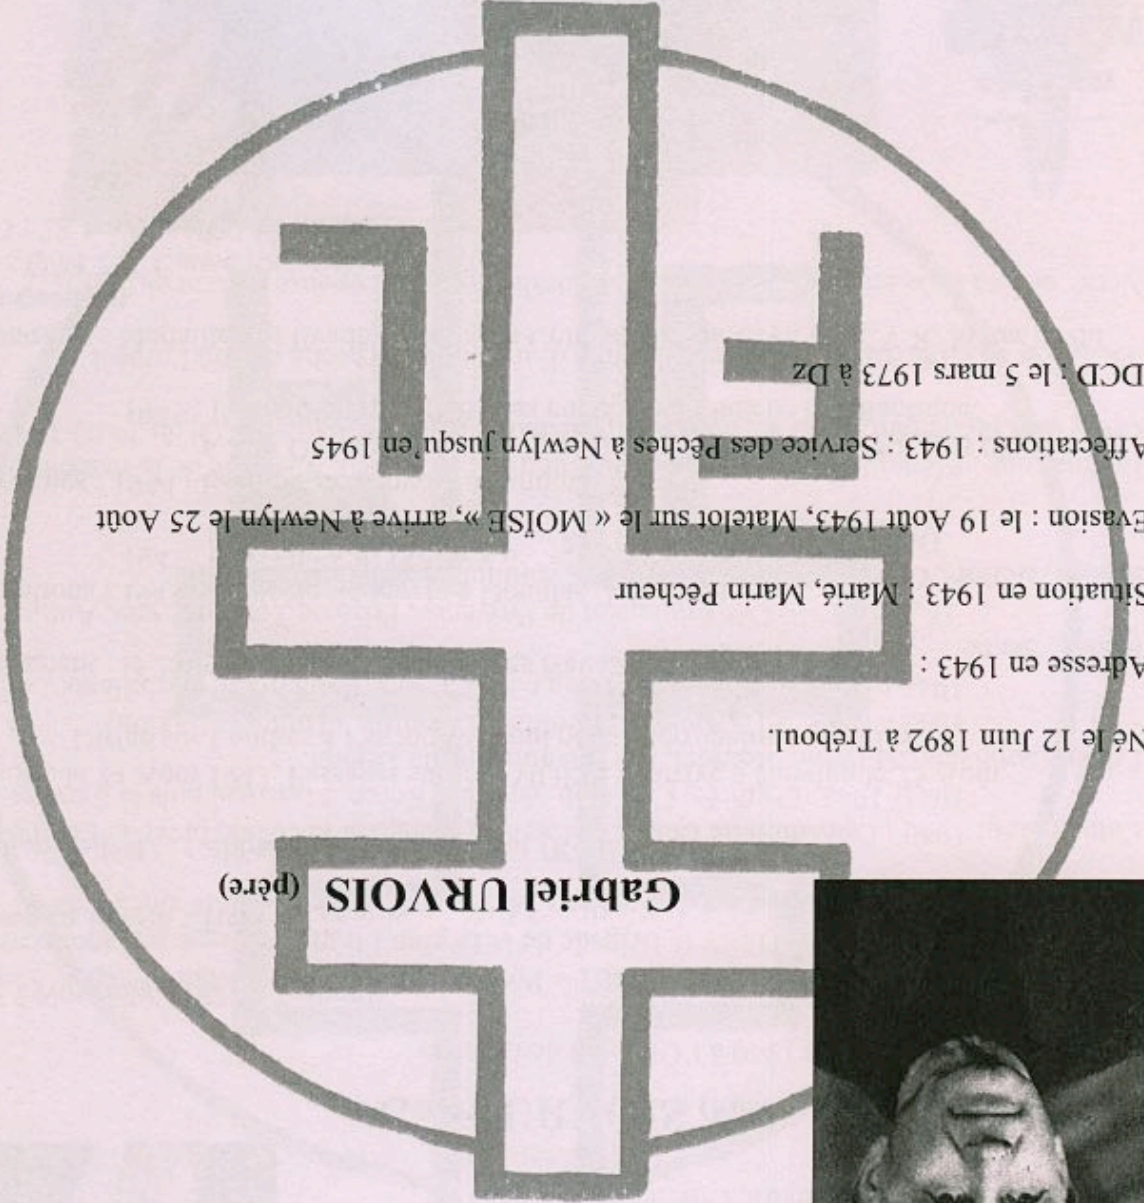 Gabriel URVOIS (père)
Né le 12 Juin 1892 à Tréboul.
Adresse en 1943 :
Situation en 1943 : Marié, Marin Pêcheur
Evasion : le 19 Août 1943, Matelot sur le « MOÏSE », arrive à Newlyn le 25 Août
Affectations : 1943 : Service des Pêches à Newlyn jusqu'en 1945
DCD : le 5 mars 1973 à Dz
F L